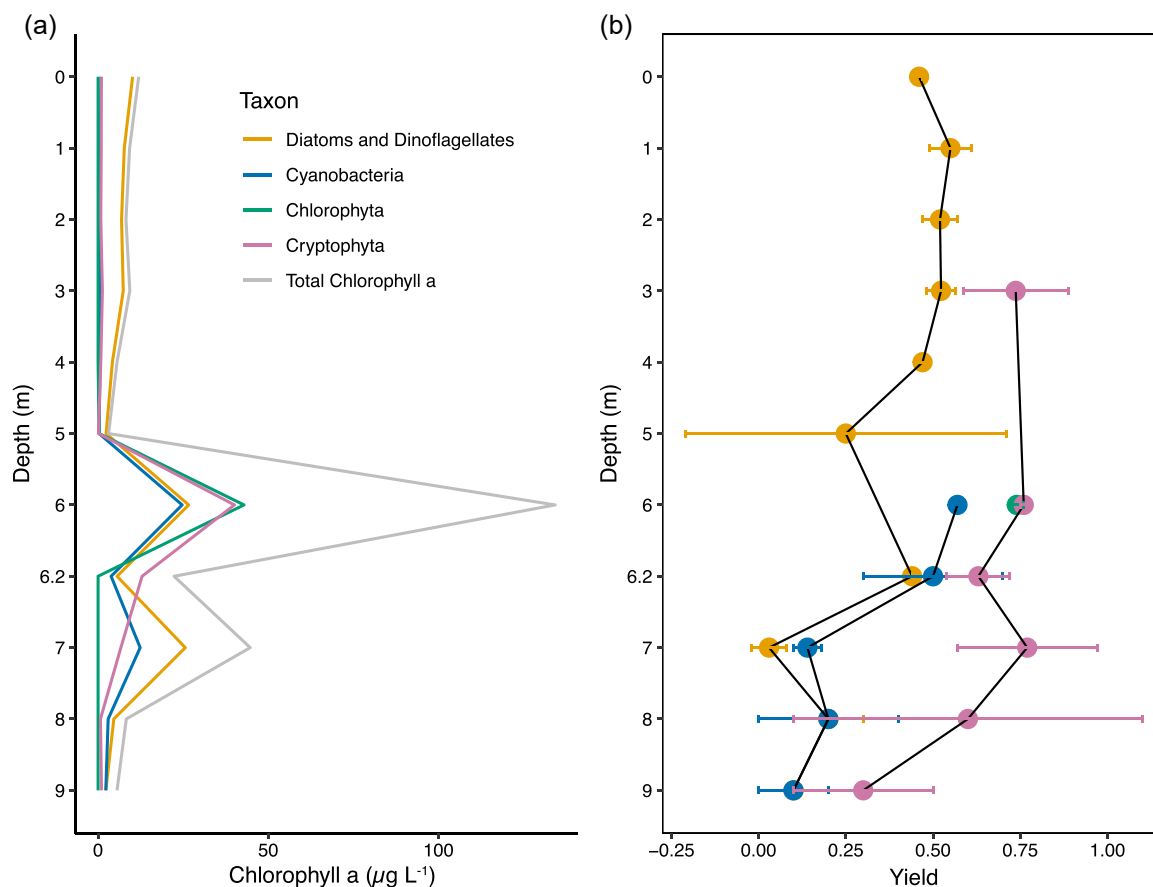 (a)
Depth (m)
0
1
2
3
4
5
6
6.2
7
8
9
Taxon
Diatoms and Dinoflagellates
Cyanobacteria
Chlorophyta
Cryptophyta
Total Chlorophyll a
0 50 100
Chlorophyll a (µg L⁻¹)
(b)
Depth (m)
0
1
2
3
4
5
6
6.2
7
8
9
−0.25 0.00 0.25 0.50 0.75 1.00
Yield